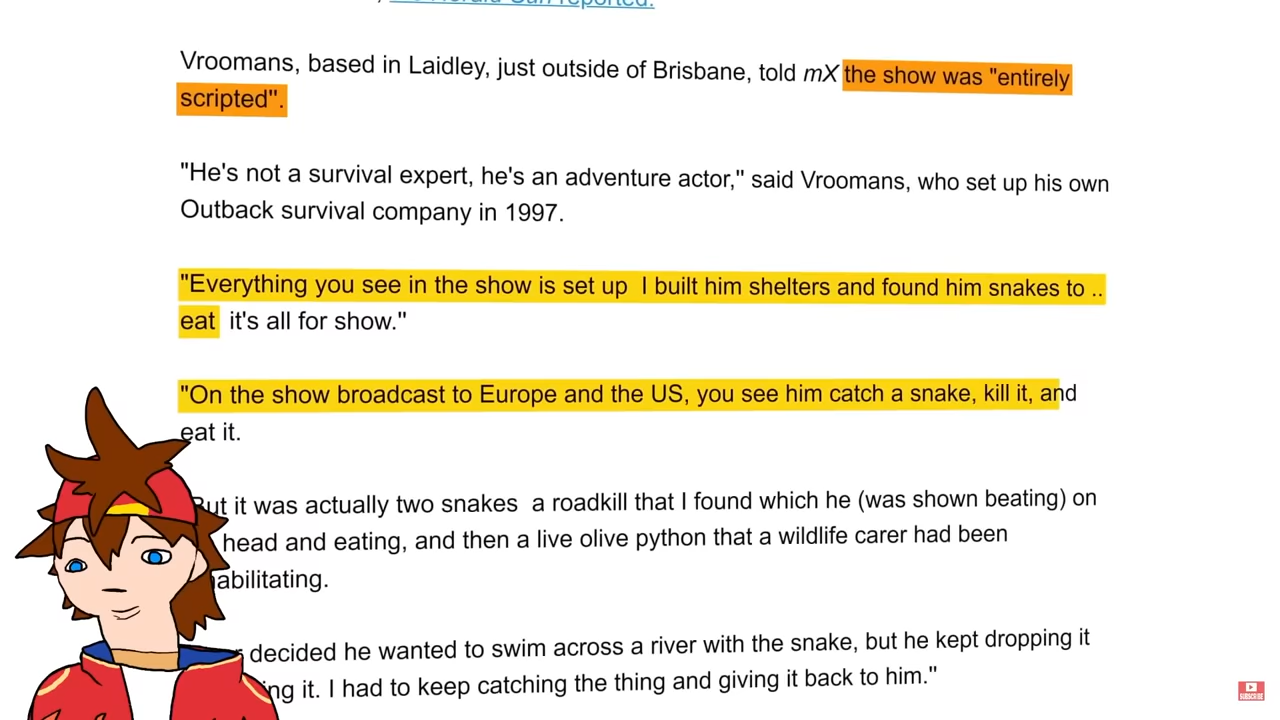 Herald Sun reported.
Vroomans, based in Laidley, just outside of Brisbane, told mX the show was "entirely
scripted".
"He's not a survival expert, he's an adventure actor," said Vroomans, who set up his own
Outback survival company in 1997.
"Everything you see in the show is set up  I built him shelters and found him snakes to ..
eat  it's all for show."
"On the show broadcast to Europe and the US, you see him catch a snake, kill it, and
eat it.
But it was actually two snakes  a roadkill that I found which he (was shown beating) on
head and eating, and then a live olive python that a wildlife carer had been
abilitating.
decided he wanted to swim across a river with the snake, but he kept dropping it
ing it. I had to keep catching the thing and giving it back to him."
SUBSCRIBE